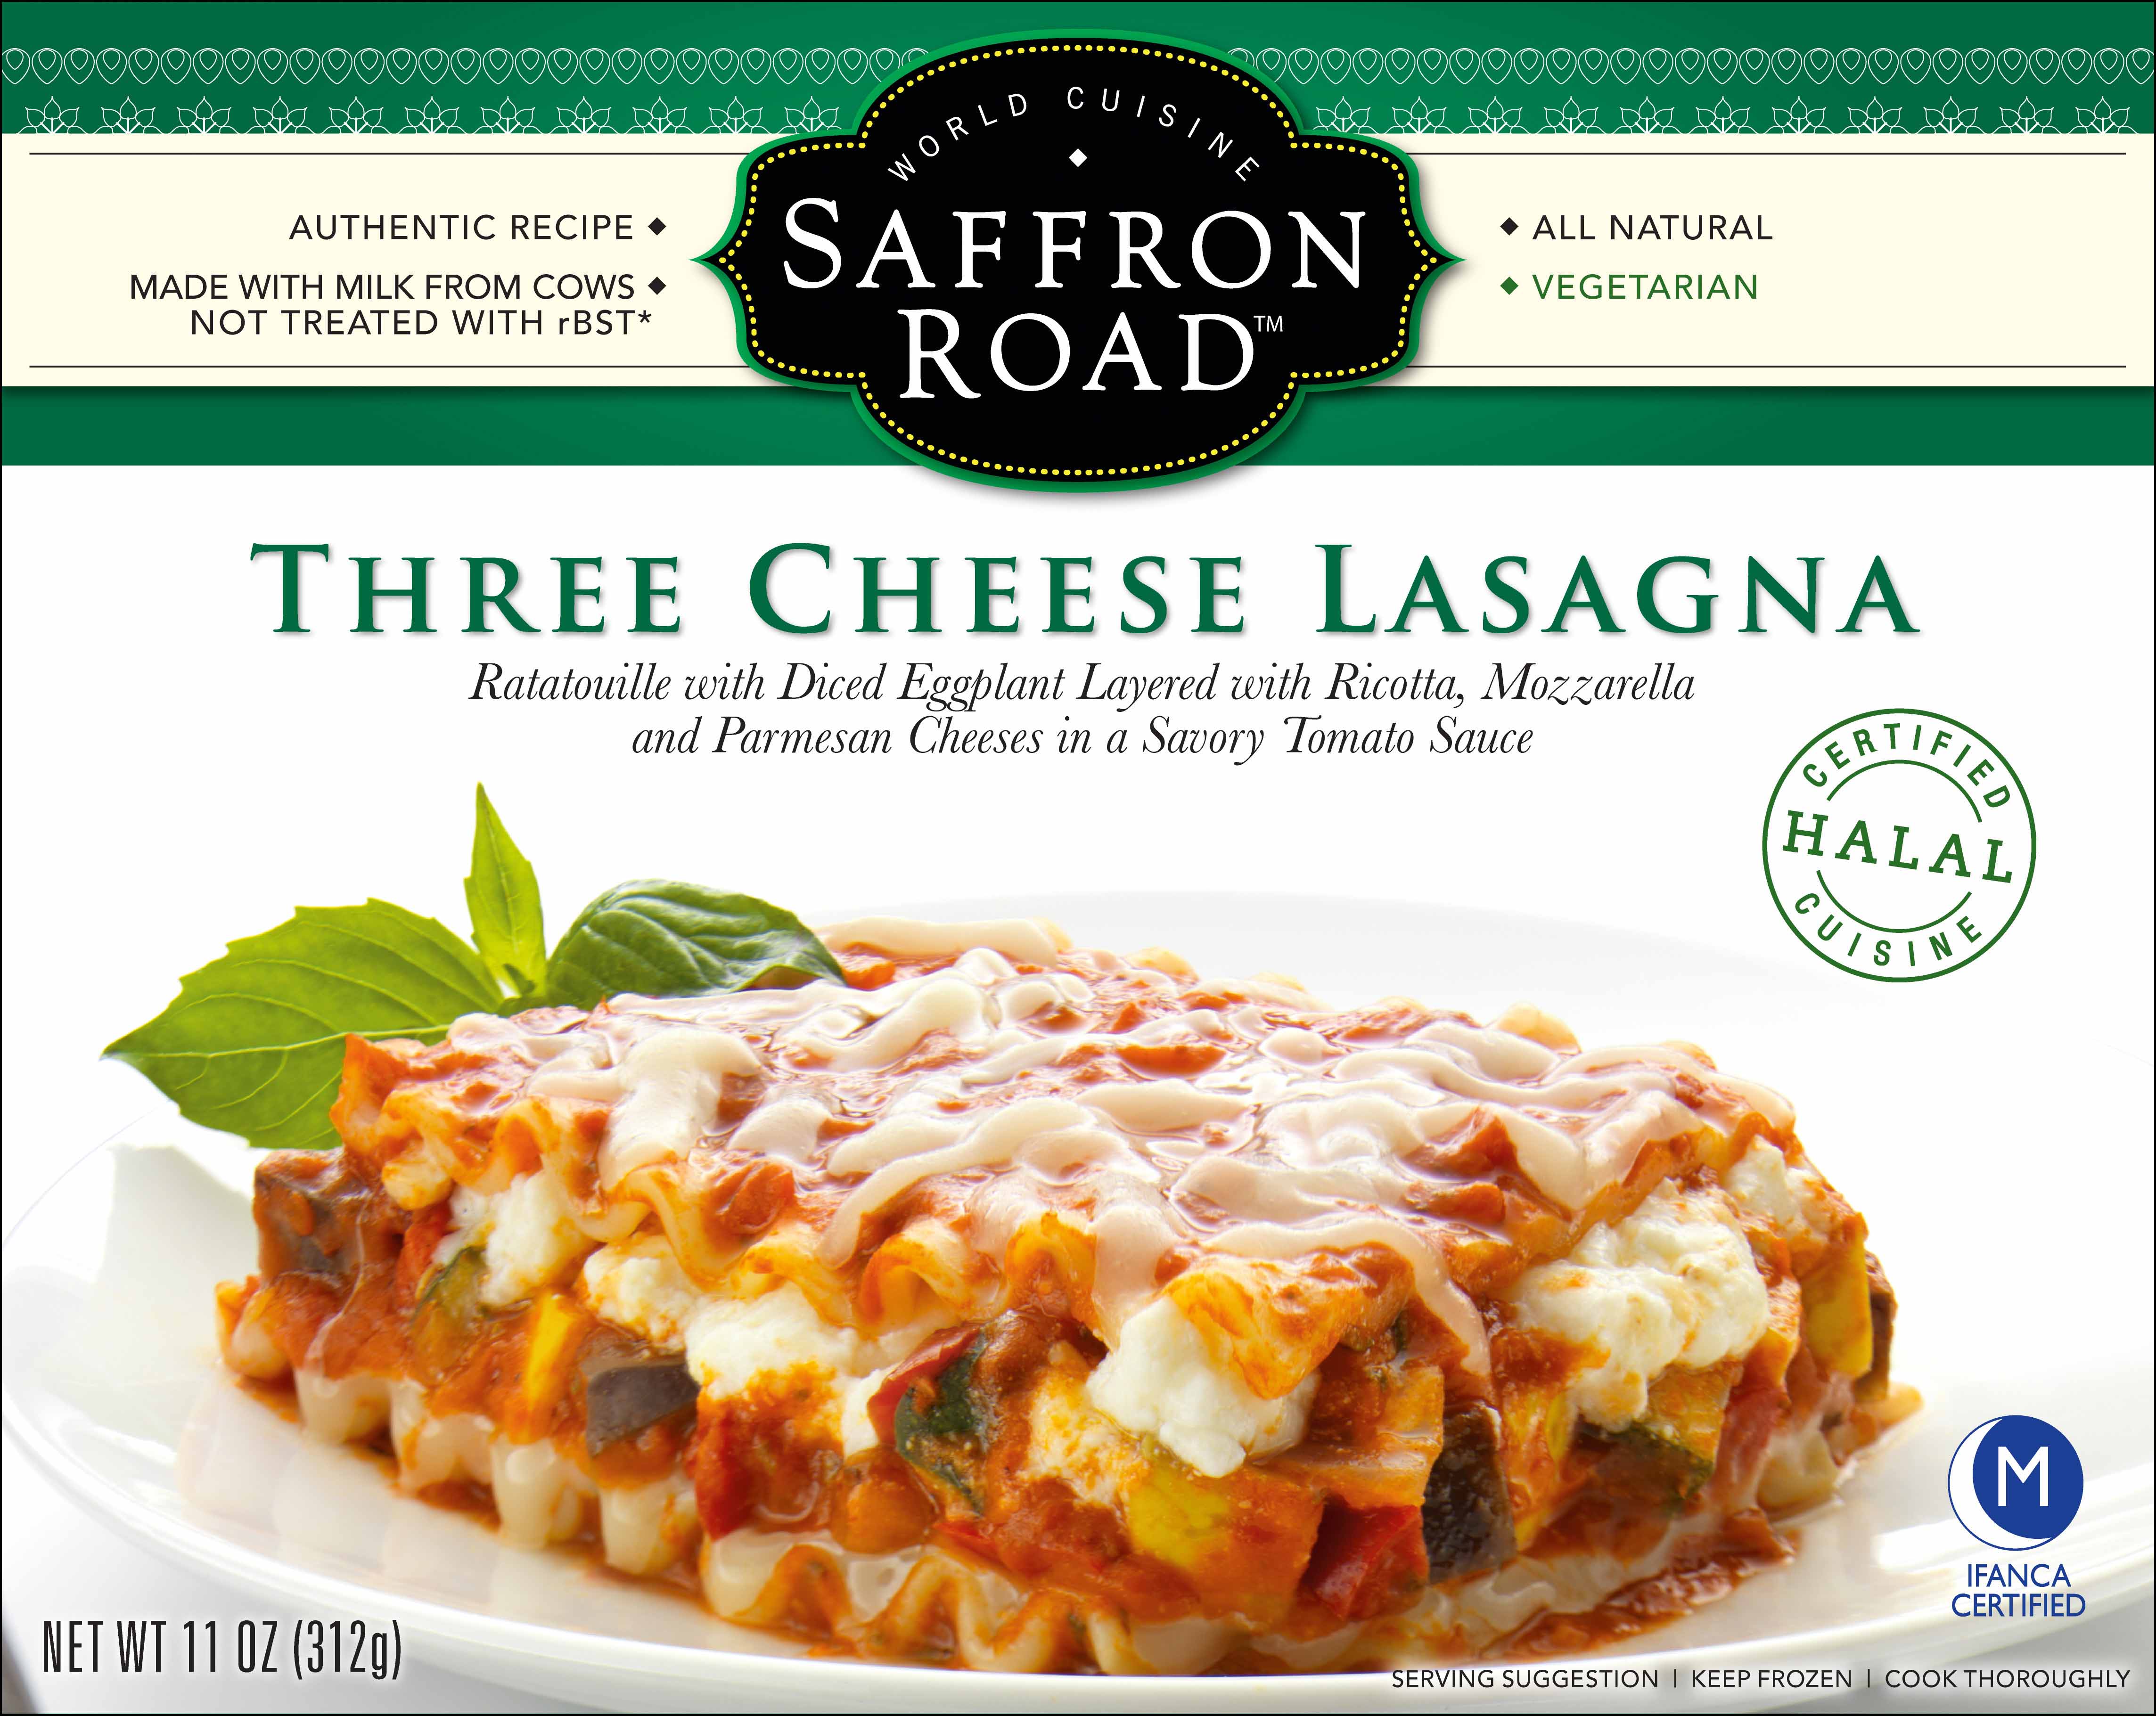 WORLD CUISINE
SAFFRON
ROAD™
AUTHENTIC RECIPE
MADE WITH MILK FROM COWS
NOT TREATED WITH rBST*
ALL NATURAL
VEGETARIAN
THREE CHEESE LASAGNA
Ratatouille with Diced Eggplant Layered with Ricotta, Mozzarella
and Parmesan Cheeses in a Savory Tomato Sauce
CERTIFIED
HALAL
CUISINE
M
IFANCA
CERTIFIED
NET WT 11 OZ (312g)
SERVING SUGGESTION | KEEP FROZEN | COOK THOROUGHLY